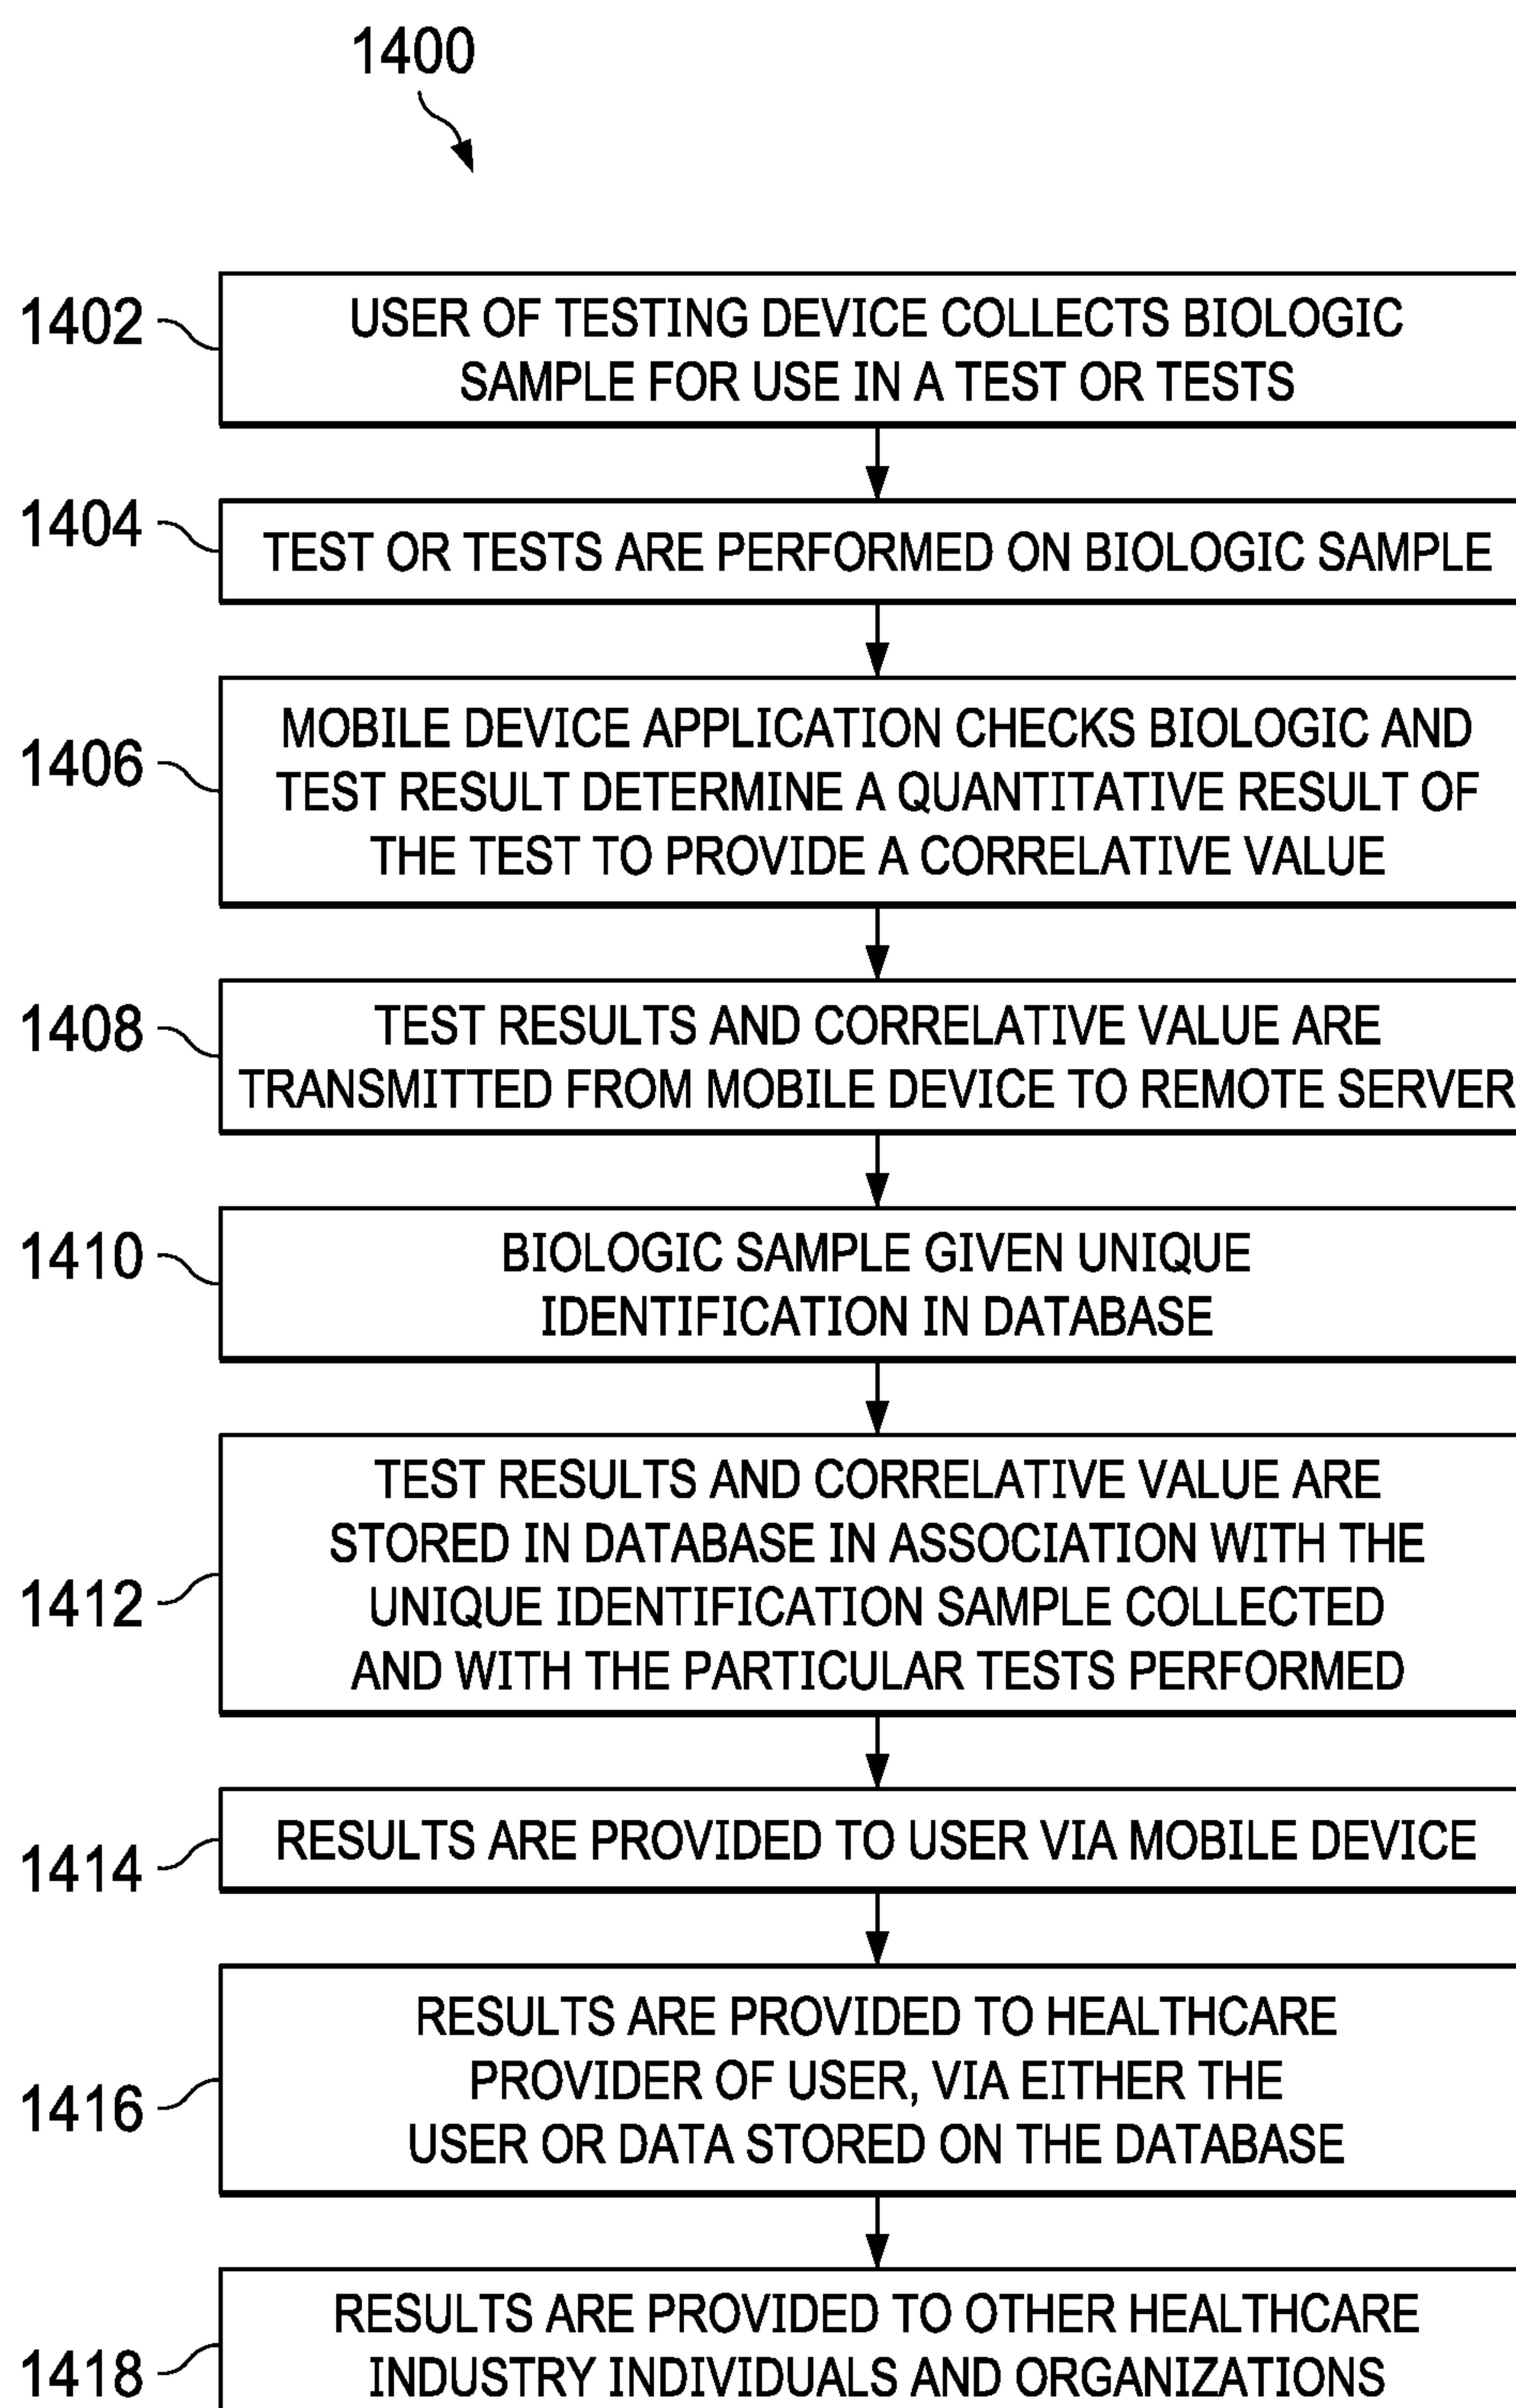 1400
1402
USER OF TESTING DEVICE COLLECTS BIOLOGIC
SAMPLE FOR USE IN A TEST OR TESTS
1404
TEST OR TESTS ARE PERFORMED ON BIOLOGIC SAMPLE
1406
MOBILE DEVICE APPLICATION CHECKS BIOLOGIC AND
TEST RESULT DETERMINE A QUANTITATIVE RESULT OF
THE TEST TO PROVIDE A CORRELATIVE VALUE
1408
TEST RESULTS AND CORRELATIVE VALUE ARE
TRANSMITTED FROM MOBILE DEVICE TO REMOTE SERVER
1410
BIOLOGIC SAMPLE GIVEN UNIQUE
IDENTIFICATION IN DATABASE
1412
TEST RESULTS AND CORRELATIVE VALUE ARE
STORED IN DATABASE IN ASSOCIATION WITH THE
UNIQUE IDENTIFICATION SAMPLE COLLECTED
AND WITH THE PARTICULAR TESTS PERFORMED
1414
RESULTS ARE PROVIDED TO USER VIA MOBILE DEVICE
1416
RESULTS ARE PROVIDED TO HEALTHCARE
PROVIDER OF USER, VIA EITHER THE
USER OR DATA STORED ON THE DATABASE
1418
RESULTS ARE PROVIDED TO OTHER HEALTHCARE
INDUSTRY INDIVIDUALS AND ORGANIZATIONS